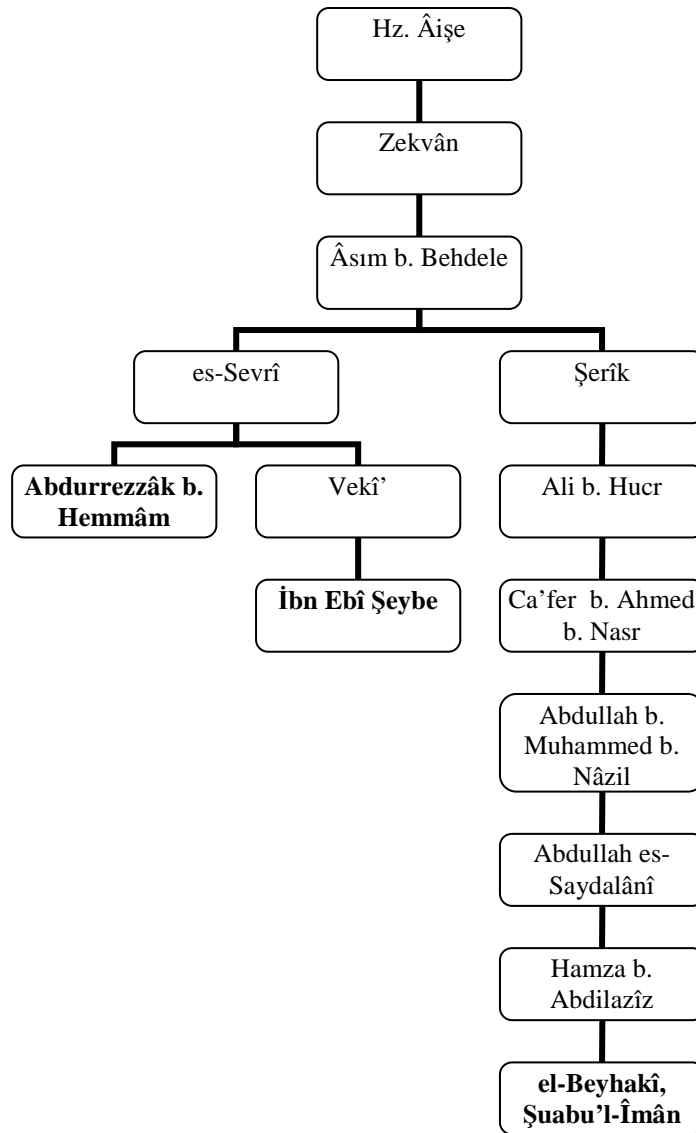 Hz. Âişe
Zekvân
Âsım b. Behdele
es-Sevrî
Şerîk
Abdurrezzâk b.
Hemmâm
Vekî’
Ali b. Hucr
İbn Ebî Şeybe
Ca’fer b. Ahmed
b. Nasr
Abdullah b.
Muhammed b.
Nâzil
Abdullah es-
Saydalânî
Hamza b.
Abdilazîz
el-Beyhakî,
Şuabu’l-Îmân